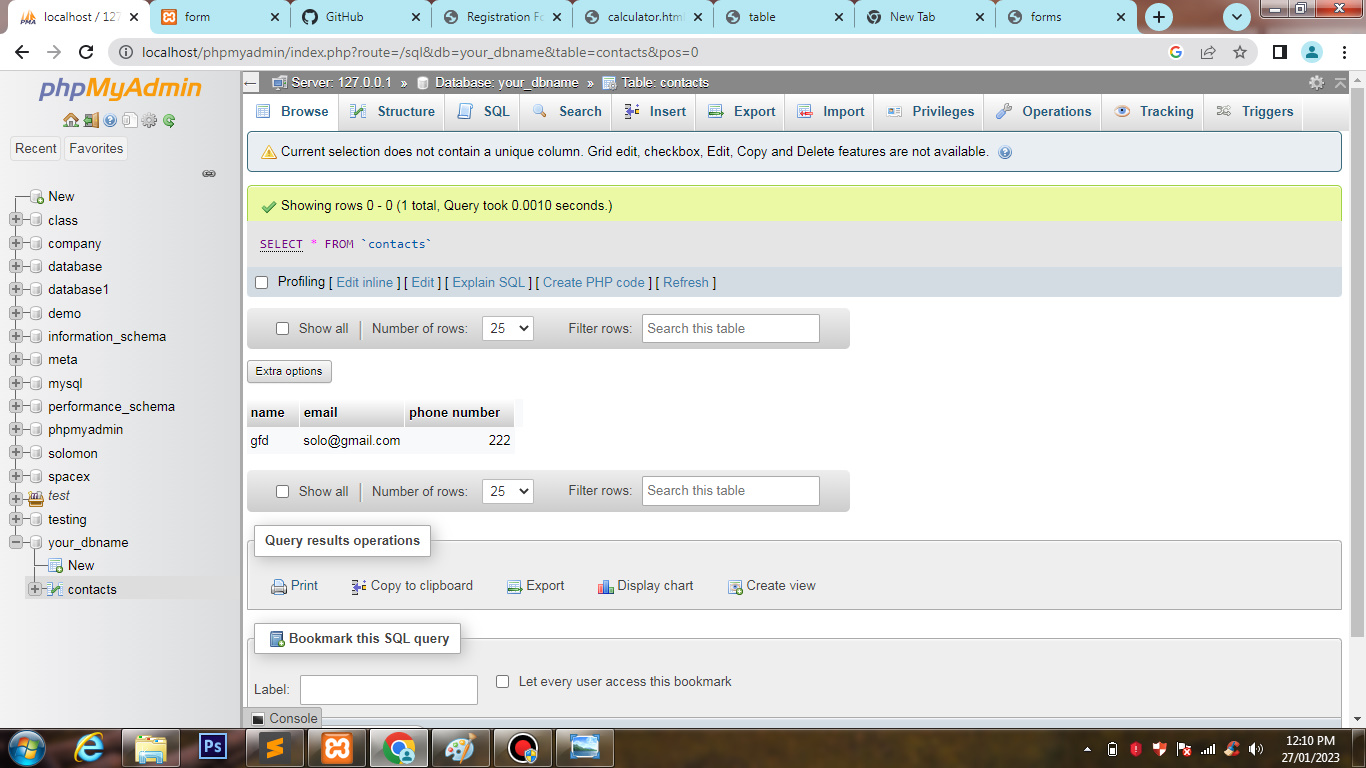 localhost / 127
form
GitHub
Registration Fo
calculator.html
table
New Tab
forms
localhost/phpmyadmin/index.php?route=/sql&db=your_dbname&table=contacts&pos=0
phpMyAdmin
Recent
Favorites
New
class
company
database
database1
demo
information_schema
meta
mysql
performance_schema
phpmyadmin
solomon
spacex
test
testing
your_dbname
New
contacts
Server: 127.0.0.1 » Database: your_dbname » Table: contacts
Browse Structure SQL Search Insert Export Import Privileges Operations Tracking Triggers
Current selection does not contain a unique column. Grid edit, checkbox, Edit, Copy and Delete features are not available.
Showing rows 0 - 0 (1 total, Query took 0.0010 seconds.)
SELECT * FROM `contacts`
Profiling [ Edit inline ] [ Edit ] [ Explain SQL ] [ Create PHP code ] [ Refresh ]
Show all Number of rows: 25 Filter rows: Search this table
Extra options
name email phone number
gfd solo@gmail.com 222
Show all Number of rows: 25 Filter rows: Search this table
Query results operations
Print Copy to clipboard Export Display chart Create view
Bookmark this SQL query
Label: Let every user access this bookmark
Console
Ps
12:10 PM
27/01/2023